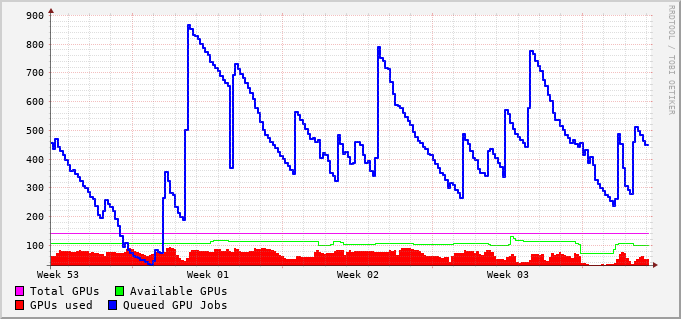 900
800
700
600
500
400
300
200
100
Week 53 Week 01 Week 02 Week 03
RRDTOOL / TOBI OETIKER
Total GPUs Available GPUs
GPUs used Queued GPU Jobs